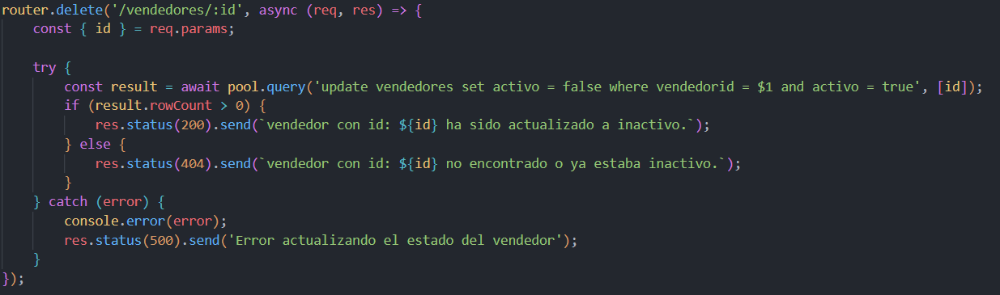 router.delete('/vendedores/:id', async (req, res) => {
    const { id } = req.params;

    try {
        const result = await pool.query('update vendedores set activo = false where vendedorid = $1 and activo = true', [id]);
        if (result.rowCount > 0) {
            res.status(200).send(`vendedor con id: ${id} ha sido actualizado a inactivo.`);
        } else {
            res.status(404).send(`vendedor con id: ${id} no encontrado o ya estaba inactivo.`);
        }
    } catch (error) {
        console.error(error);
        res.status(500).send('Error actualizando el estado del vendedor');
    }
});